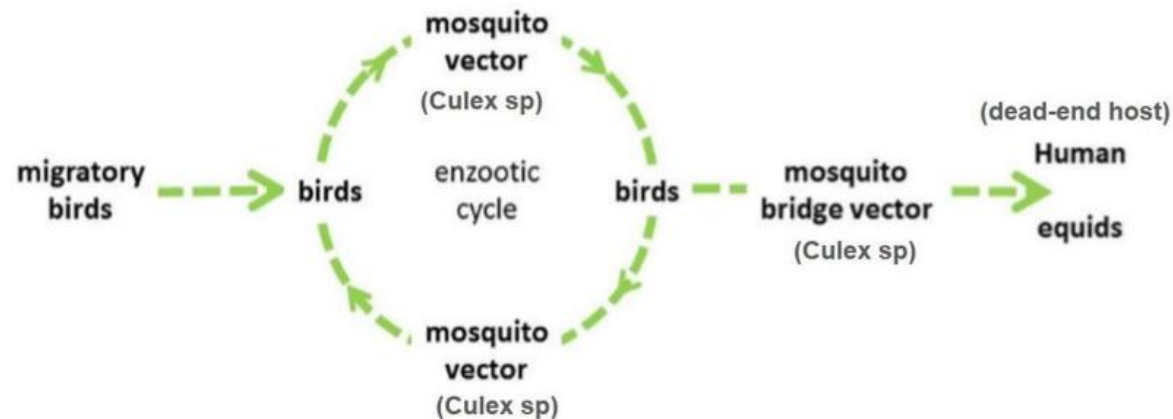 mosquito
vector
(Culex sp)
migratory
birds
birds
enzootic
cycle
birds
mosquito
bridge vector
(Culex sp)
(dead-end host)
Human
equids
mosquito
vector
(Culex sp)